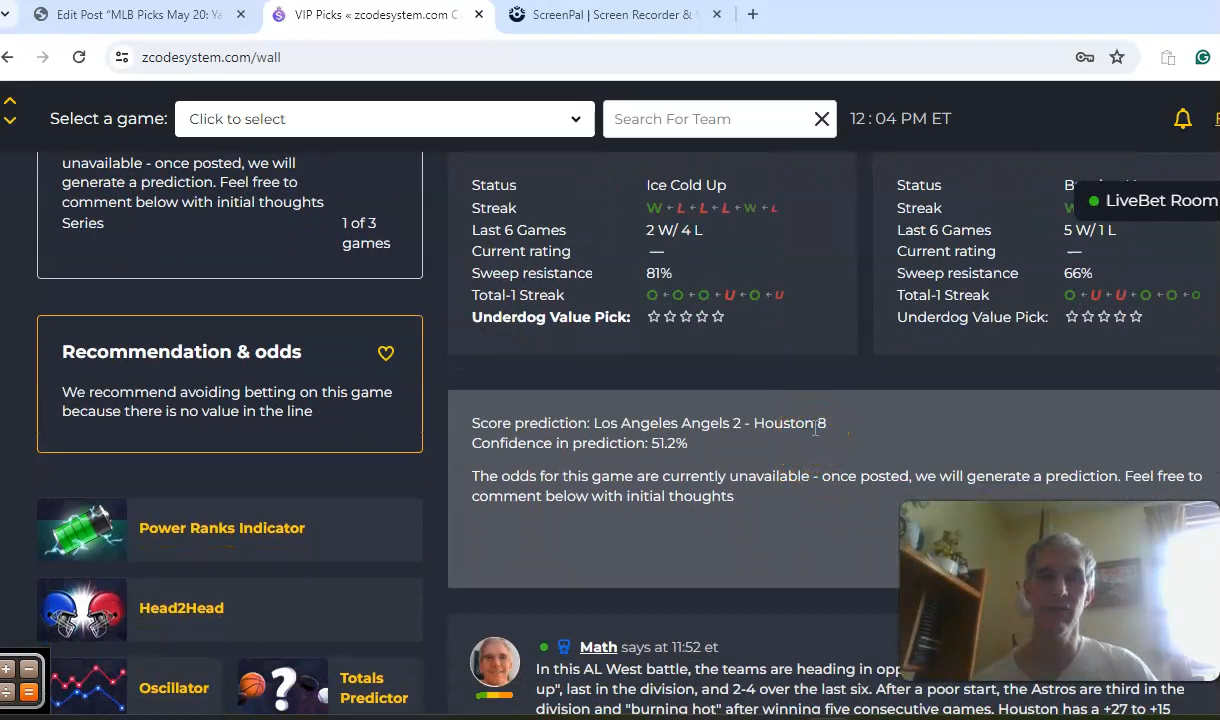 Edit Post "MLB Picks May 20: Ya
VIP Picks « zcodesystem.com C
ScreenPal | Screen Recorder &
zcodesystem.com/wall
Select a game:
Click to select
Search For Team
12 : 04 PM ET
unavailable - once posted, we will
generate a prediction. Feel free to
comment below with initial thoughts
Series
1 of 3
games
Status
Ice Cold Up
Streak
W L L L W L
Last 6 Games
2 W/ 4 L
Current rating
—
Sweep resistance
81%
Total-1 Streak
O O O U O U
Underdog Value Pick:
Status
Streak
W
Last 6 Games
5 W/ 1 L
Current rating
—
Sweep resistance
66%
Total-1 Streak
O U U O O O
Underdog Value Pick:
LiveBet Room
Recommendation & odds
We recommend avoiding betting on this game
because there is no value in the line
Score prediction: Los Angeles Angels 2 - Houston 8
Confidence in prediction: 51.2%
The odds for this game are currently unavailable - once posted, we will generate a prediction. Feel free to
comment below with initial thoughts
Power Ranks Indicator
Head2Head
Oscillator
Totals
Predictor
Math says at 11:52 et
In this AL West battle, the teams are heading in opp
up", last in the division, and 2-4 over the last six. After a poor start, the Astros are third in the
division and "burning hot" after winning five consecutive games. Houston has a +27 to +15